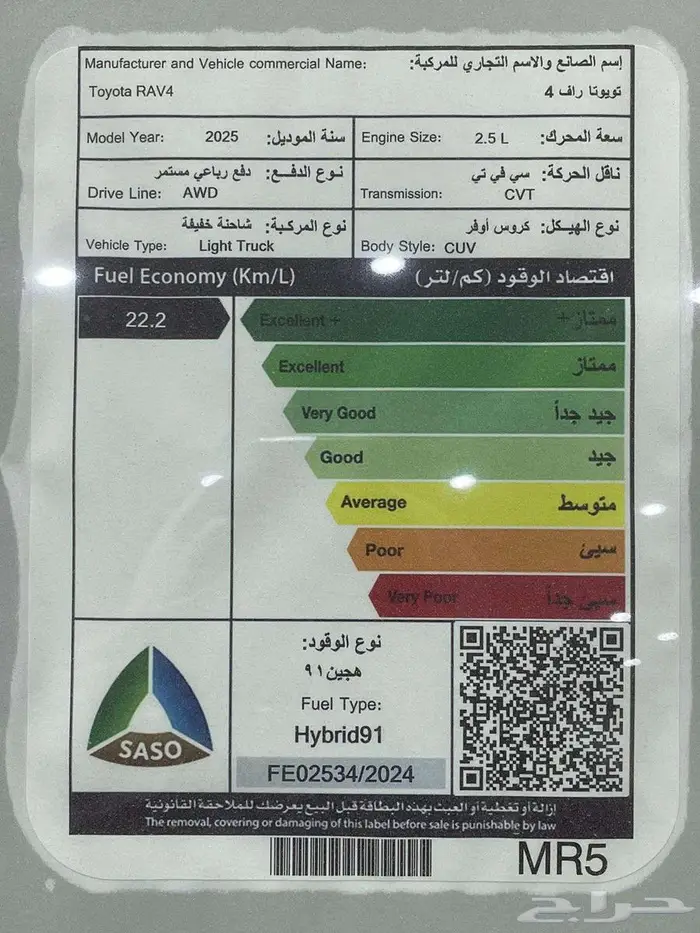 Manufacturer and Vehicle commercial Name: إسم الصانع والاسم التجاري للمركبة:
Toyota RAV4 تويوتا راف 4
Model Year: 2025 سنة الموديل: Engine Size: 2.5 L سعة المحرك:
نوع الدفع: دفع رباعي مستمر ناقل الحركة: سي في تي
Drive Line: AWD Transmission: CVT
نوع المركبة: شاحنة خفيفة نوع الهيكل: كروس أوفر
Vehicle Type: Light Truck Body Style: CUV
Fuel Economy (Km/L) اقتصاد الوقود (كم/لتر)
22.2 Excellent + ممتاز +
Excellent ممتاز
Very Good جيد جداً
Good جيد
Average متوسط
Poor سيئ
Very Poor سيئ جداً
نوع الوقود:
هجين٩١
Fuel Type:
Hybrid91
SASO
FE02534/2024
إزالة أو تغطية أو العبث بهذه البطاقة قبل البيع يعرضك للملاحقة القانونية
The removal, covering or damaging of this label before sale is punishable by law
MR5
حراج